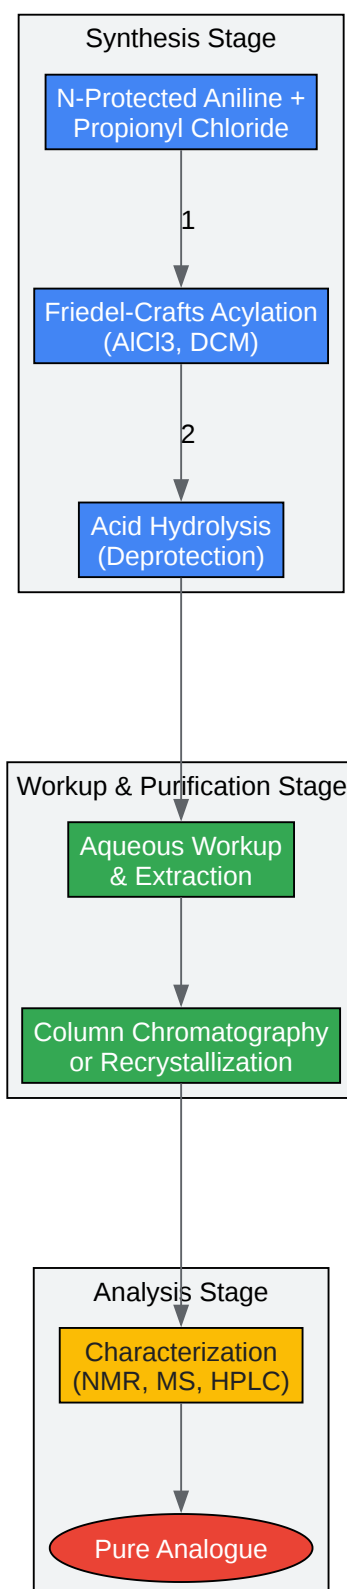 Synthesis Stage
N-Protected Aniline +
Propionyl Chloride
1
Friedel-Crafts Acylation
(AlCl3, DCM)
2
Acid Hydrolysis
(Deprotection)
Workup & Purification Stage
Aqueous Workup
& Extraction
Column Chromatography
or Recrystallization
Analysis Stage
Characterization
(NMR, MS, HPLC)
Pure Analogue